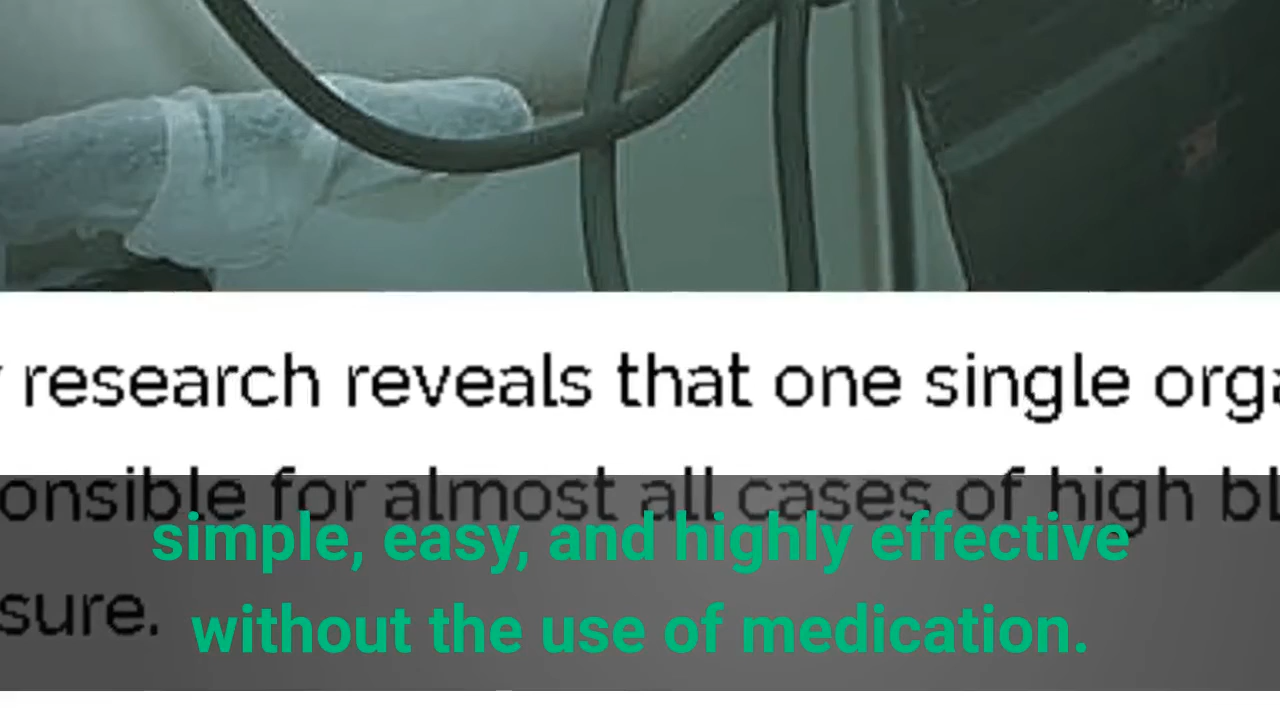 research reveals that one single orga
onsible for almost all cases of high bl
sure.
simple, easy, and highly effective
without the use of medication.